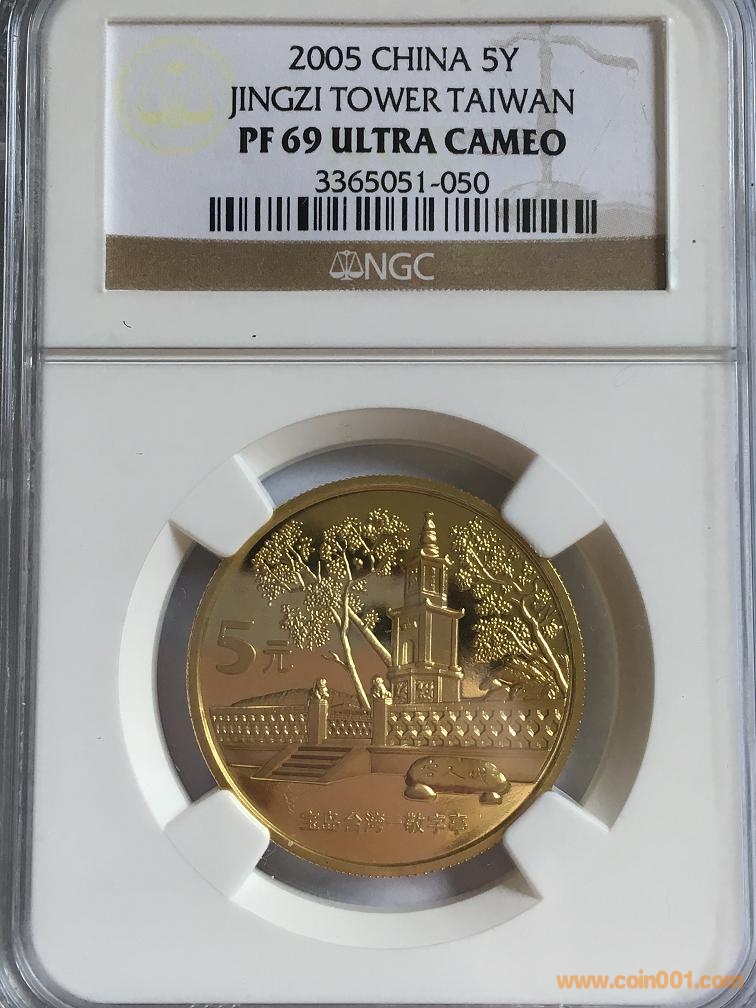 2005 CHINA 5Y
JINGZI TOWER TAIWAN
PF 69 ULTRA CAMEO
3365051-050
NGC
5元
宝岛台湾—敬字亭
www.coin001.com